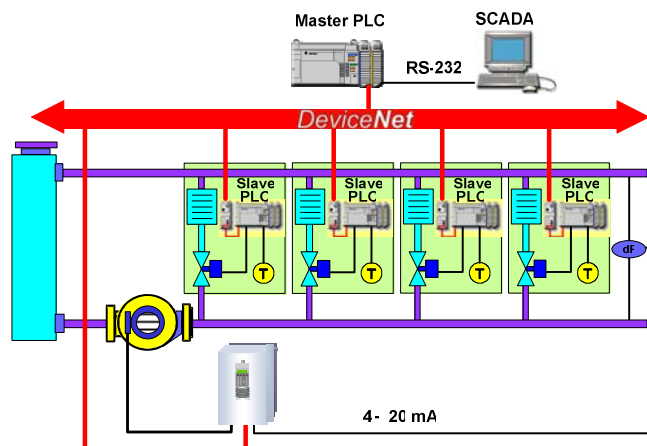 Master PLC
SCADA
RS-232
DeviceNet
Slave
PLC
Slave
PLC
Slave
PLC
Slave
PLC
T
T
T
T
dF
4- 20 mA